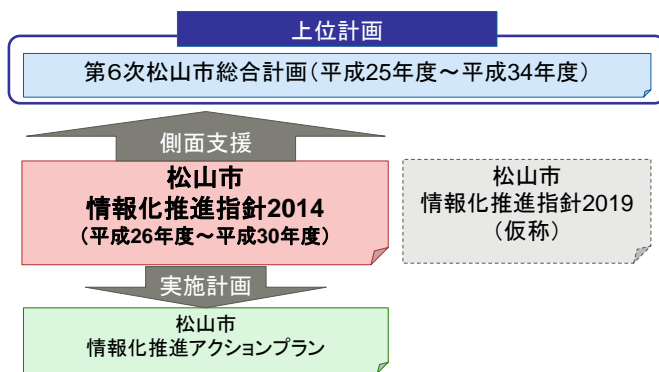 上位計画
第6次松山市総合計画(平成25年度～平成34年度)
側面支援
松山市
情報化推進指針2014
(平成26年度～平成30年度)
松山市
情報化推進指針2019
(仮称)
実施計画
松山市
情報化推進アクションプラン